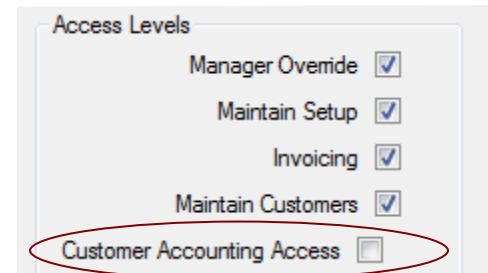 Access Levels
Manager Override
Maintain Setup
Invoicing
Maintain Customers
Customer Accounting Access